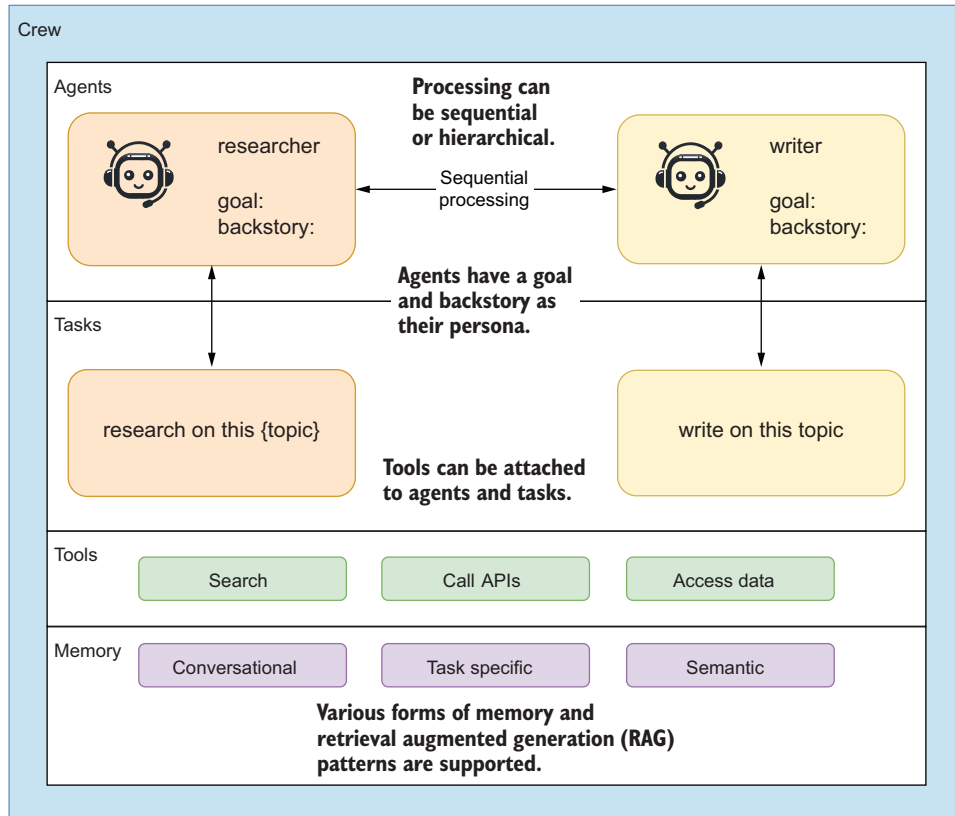 Crew
Agents
Processing can
be sequential
or hierarchical.
researcher
goal:
backstory:
Sequential
processing
writer
goal:
backstory:
Agents have a goal
and backstory as
their persona.
Tasks
research on this {topic}
write on this topic
Tools can be attached
to agents and tasks.
Tools
Search
Call APIs
Access data
Memory
Conversational
Task specific
Semantic
Various forms of memory and
retrieval augmented generation (RAG)
patterns are supported.